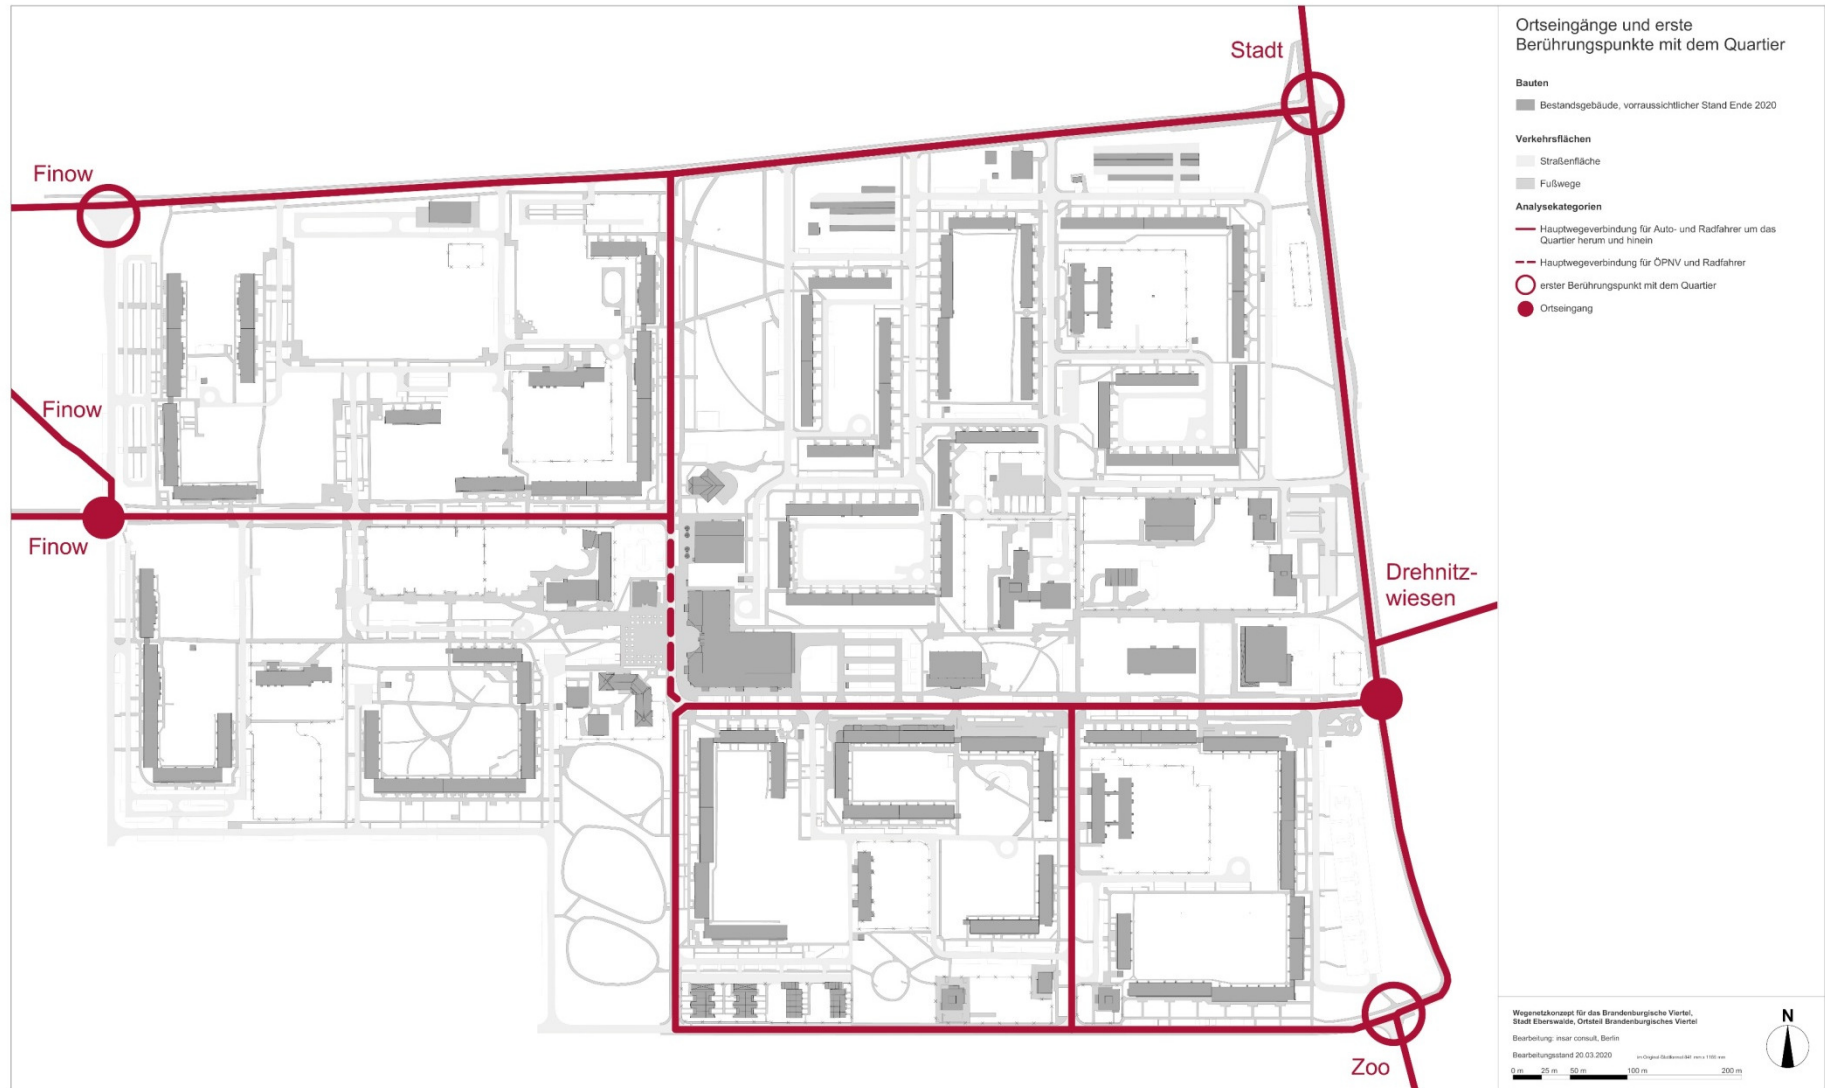 Stadt
Finow
Finow
Finow
Drehnitz-
wiesen
Zoo
Ortseingänge und erste
Berührungspunkte mit dem Quartier
Bauten
Bestandsgebäude, vorraussichtlicher Stand Ende 2020
Verkehrsflächen
Straßenfläche
Fußwege
Analysekategorien
Hauptwegeverbindung für Auto- und Radfahrer um das
Quartier herum und hinein
Hauptwegeverbindung für ÖPNV und Radfahrer
erster Berührungspunkt mit dem Quartier
Ortseingang
Wegenetzkonzept für das Brandenburgische Viertel,
Stadt Eberswalde, Ortsteil Brandenburgisches Viertel
Bearbeitung: insar consult, Berlin
Bearbeitungsstand 20.03.2020
N
0 m 25 m 50 m 100 m 200 m